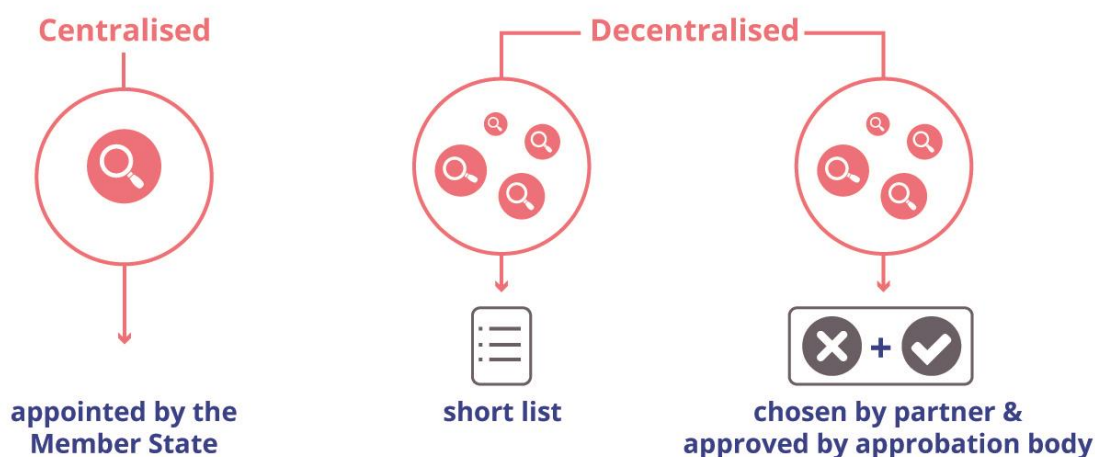 Centralised
Decentralised
+
appointed by the
Member State
short list
chosen by partner &
approved by approbation body